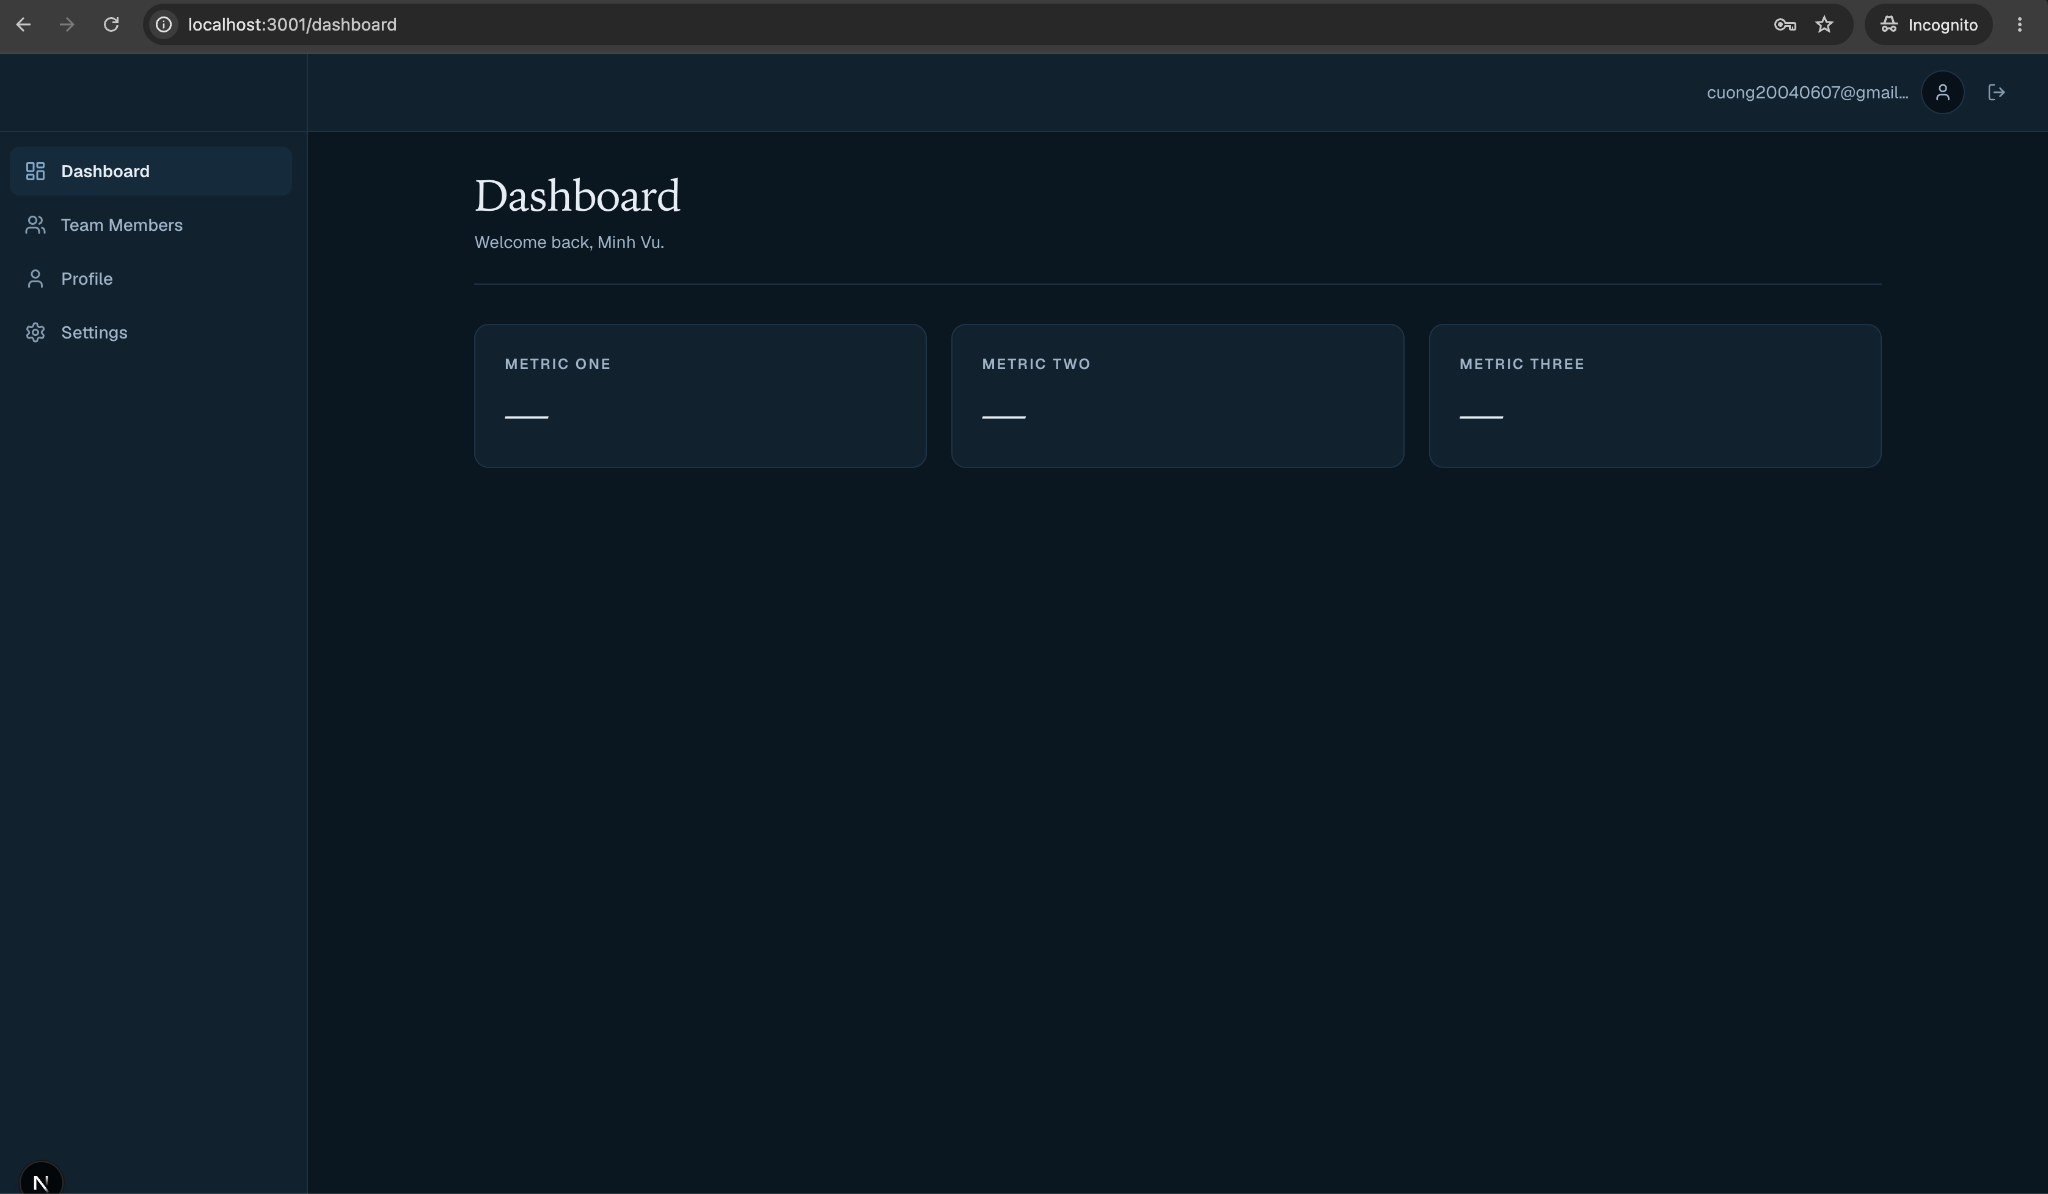 localhost:3001/dashboard
Incognito
cuong20040607@gmail...
Dashboard
Team Members
Profile
Settings
Dashboard
Welcome back, Minh Vu.
METRIC ONE
METRIC TWO
METRIC THREE
—
—
—
N